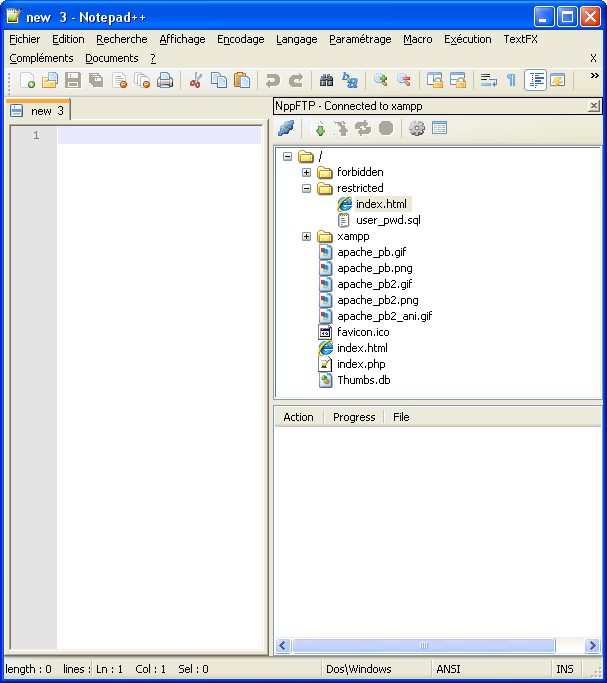 new 3 - Notepad++
Fichier Edition Recherche Affichage Encodage Langage Paramétrage Macro Exécution TextFX
Compléments Documents ? X
new 3
1
NppFTP - Connected to xampp
/
forbidden
restricted
index.html
user_pwd.sql
xampp
apache_pb.gif
apache_pb.png
apache_pb2.gif
apache_pb2.png
apache_pb2_ani.gif
favicon.ico
index.html
index.php
Thumbs.db
Action Progress File
length : 0 lines : Ln : 1 Col : 1 Sel : 0 Dos\Windows ANSI INS